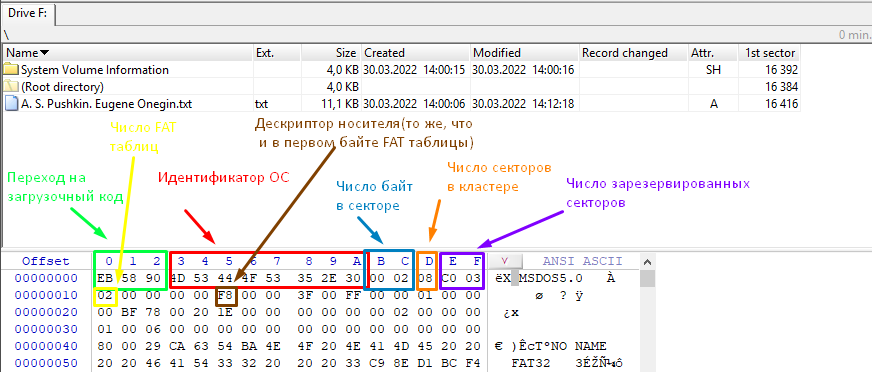 Drive F:
\ 0 min.
Name Ext. Size Created Modified Record changed Attr. 1st sector
System Volume Information 4,0 KB 30.03.2022 14:00:15 30.03.2022 14:00:16 SH 16 392
(Root directory) 4,0 KB 16 384
A. S. Pushkin. Eugene Onegin.txt txt 11,1 KB 30.03.2022 14:00:06 30.03.2022 14:12:18 A 16 416
Число FAT
таблиц
Дескриптор носителя(то же, что
и в первом байте FAT таблицы)
Переход на
загрузочный код
Идентификатор ОС
Число байт
в секторе
Число секторов
в кластере
Число зарезервированных
секторов
Offset 0 1 2 3 4 5 6 7 8 9 A B C D E F ANSI ASCII
00000000 EB 58 90 4D 53 44 4F 53 35 2E 30 00 02 08 C0 03 ëX MSDOS5.0 À
00000010 02 00 00 00 00 F8 00 00 3F 00 FF 00 00 01 00 00 ø ? ÿ
00000020 00 BF 78 00 20 1E 00 00 00 00 00 00 02 00 00 00 ¿x
00000030 01 00 06 00 00 00 00 00 00 00 00 00 00 00 00 00
00000040 80 00 29 CA 63 54 BA 4E 4F 20 4E 41 4D 45 20 20 € )ÊcTºNO NAME
00000050 20 20 46 41 54 33 32 20 20 20 33 C9 8E D1 BC F4 FAT32 3ÉŽÑ¼ô